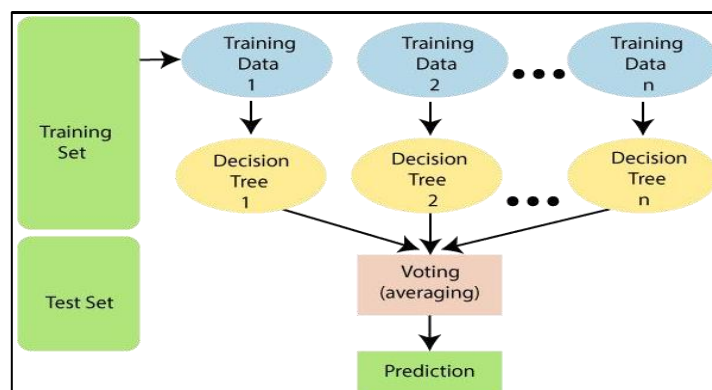 Training
Set
Test Set
Training
Data
1
Training
Data
2
Training
Data
n
Decision
Tree
1
Decision
Tree
2
Decision
Tree
n
Voting
(averaging)
Prediction